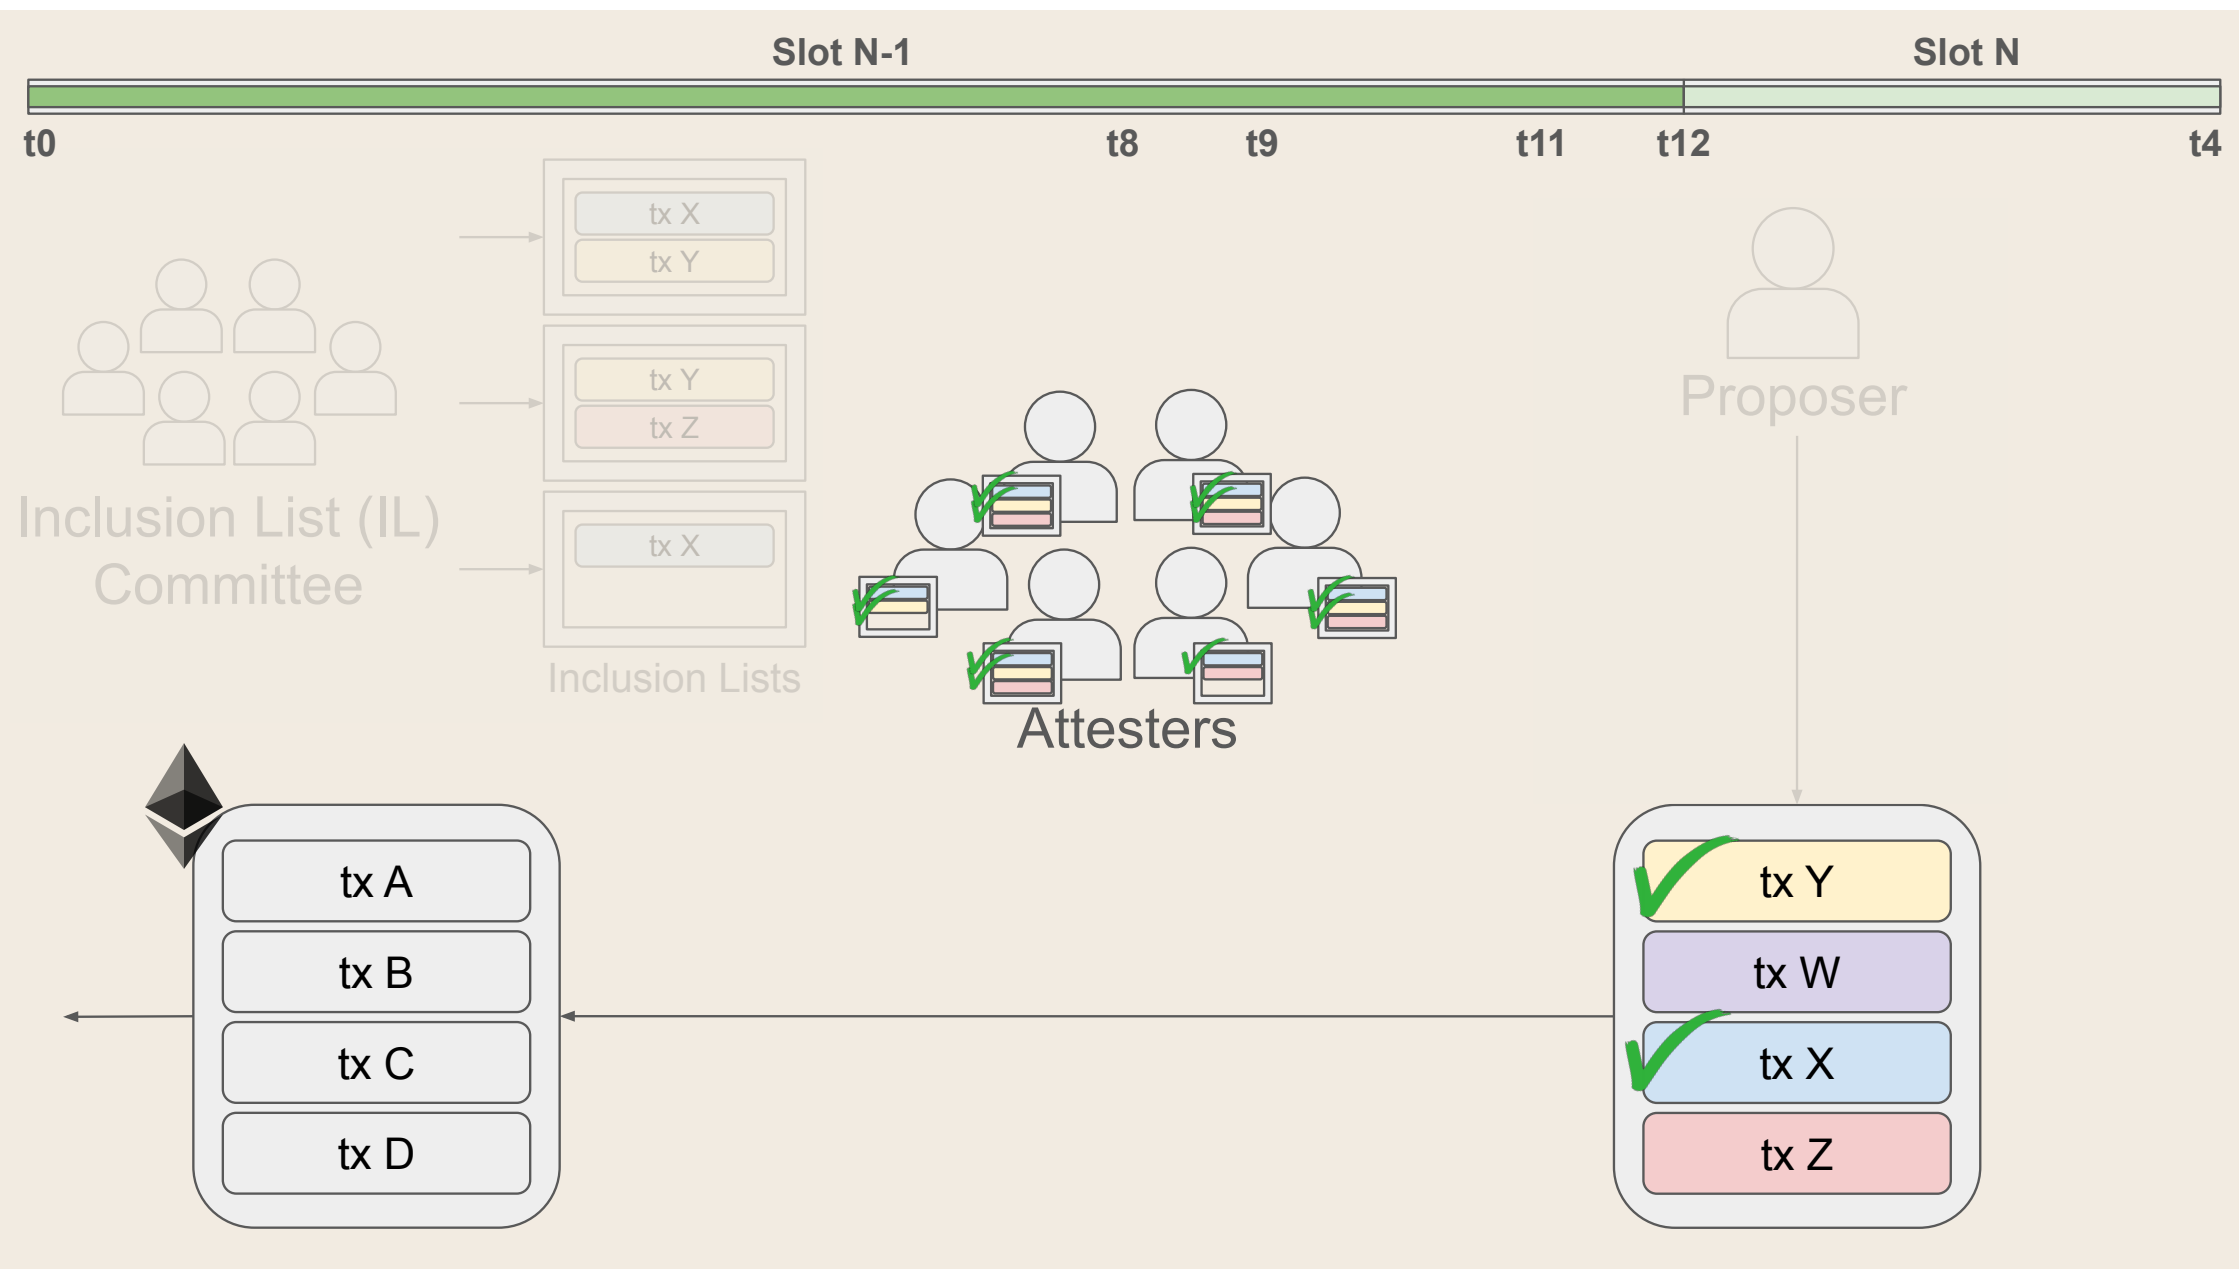 Slot N-1
Slot N
t0
t8
t9
t11
t12
t4
tx X
tx Y
tx Y
tx Z
tx X
Inclusion Lists
Inclusion List (IL)
Committee
Attesters
Proposer
tx A
tx B
tx C
tx D
tx Y
tx W
tx X
tx Z